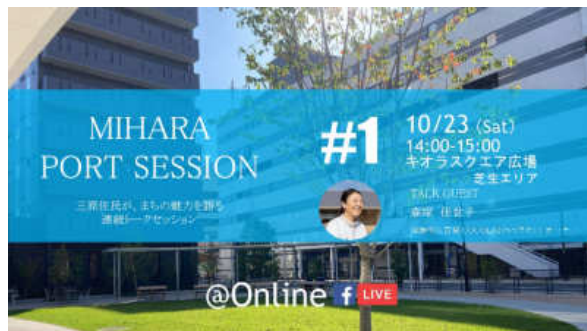 MIHARA
PORT SESSION
三原住民が、まちの魅力を語る
連続トークセッション
#1
10/23 (Sat)
14:00-15:00
キオラスクエア広場
芝生エリア
TALK GUEST
@Online f LIVE